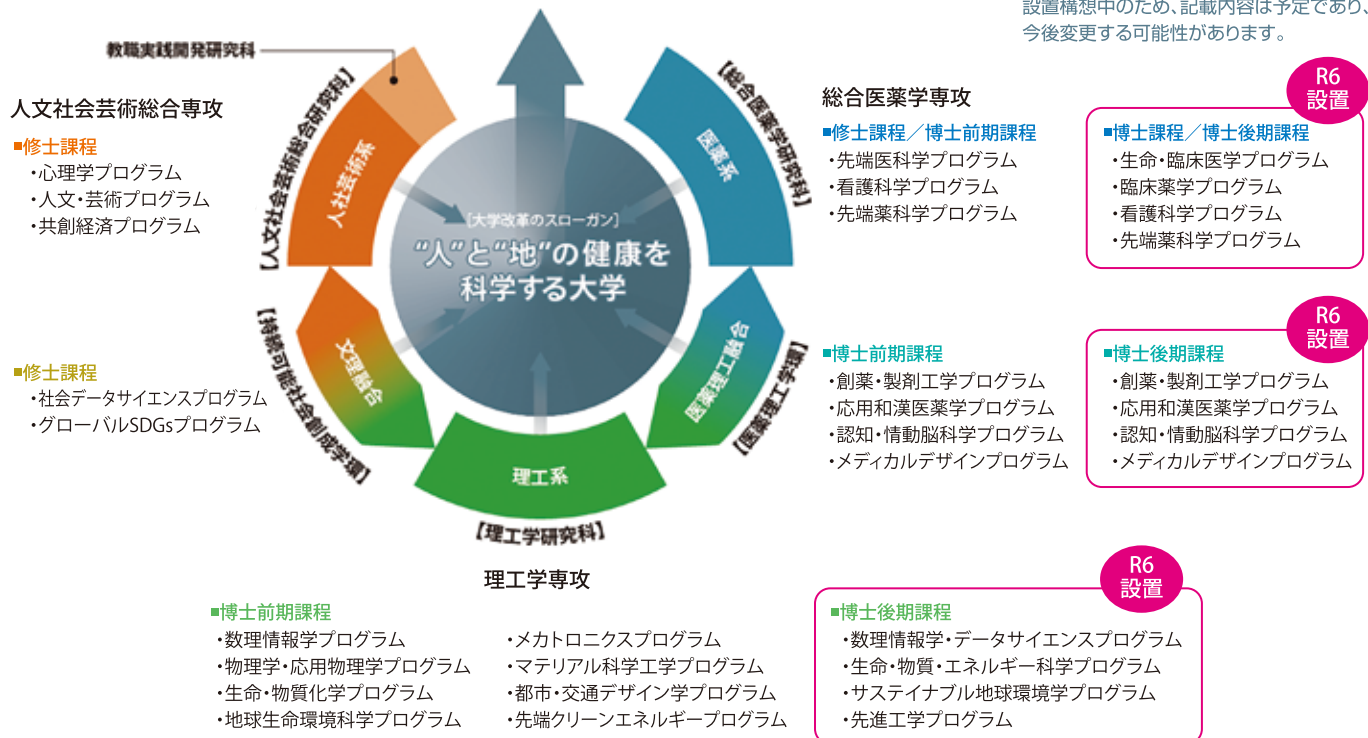 設置構想中のため、記載内容は予定であり、
今後変更する可能性があります。
教職実践開発研究科
人文社会芸術総合専攻
■修士課程
・心理学プログラム
・人文・芸術プログラム
・共創経済プログラム
【人文社会芸術総合研究科】
人社芸術系
【総合医薬学研究科】
医薬系
[大学改革のスローガン]
“人”と“地”の健康を
科学する大学
総合医薬学専攻
■修士課程／博士前期課程
・先端医科学プログラム
・看護科学プログラム
・先端薬科学プログラム
R6
設置
■博士課程／博士後期課程
・生命・臨床医学プログラム
・臨床薬学プログラム
・看護科学プログラム
・先端薬科学プログラム
■修士課程
・社会データサイエンスプログラム
・グローバルSDGsプログラム
【持続可能社会創成学環】
文理融合
医薬理工融合
【医薬理工学環】
■博士前期課程
・創薬・製剤工学プログラム
・応用和漢医薬学プログラム
・認知・情動脳科学プログラム
・メディカルデザインプログラム
R6
設置
■博士後期課程
・創薬・製剤工学プログラム
・応用和漢医薬学プログラム
・認知・情動脳科学プログラム
・メディカルデザインプログラム
理工系
【理工学研究科】
理工学専攻
■博士前期課程
・数理情報学プログラム
・物理学・応用物理学プログラム
・生命・物質化学プログラム
・地球生命環境科学プログラム
・メカトロニクスプログラム
・マテリアル科学工学プログラム
・都市・交通デザイン学プログラム
・先端クリーンエネルギープログラム
R6
設置
■博士後期課程
・数理情報学・データサイエンスプログラム
・生命・物質・エネルギー科学プログラム
・サステイナブル地球環境学プログラム
・先進工学プログラム